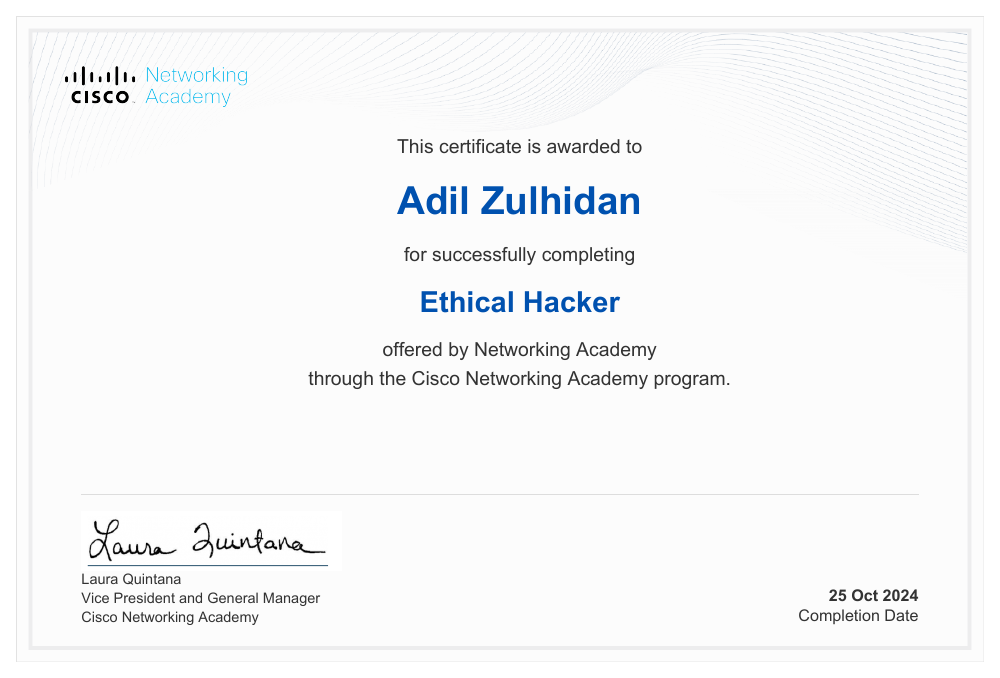 Networking
CISCO Academy
This certificate is awarded to
Adil Zulhidan
for successfully completing
Ethical Hacker
offered by Networking Academy
through the Cisco Networking Academy program.
Laura Quintana
Laura Quintana
Vice President and General Manager
Cisco Networking Academy
25 Oct 2024
Completion Date